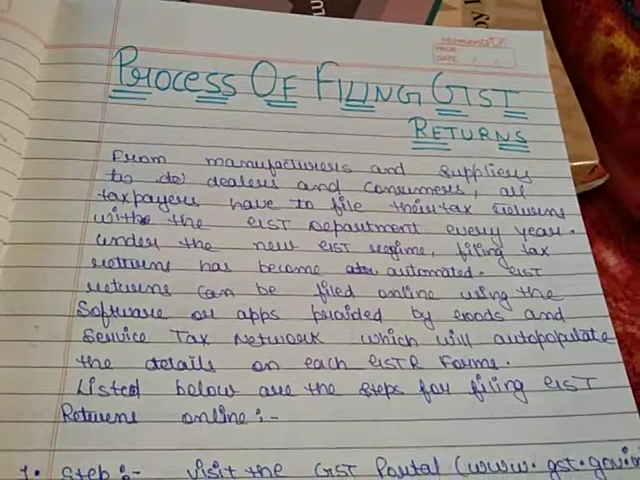 PROCESS OF FILING GST
RETURNS
From manufacturers and suppliers
to de dealers and consumers, all
taxpayers have to file their tax returns
with the GST Department every year.
under the new GST regime, filing tax
returns has become automated. GST
returns can be filed online using the
Software or apps praided by Goods and
Service Tax Network which will autopopulate
the details on each GSTR Forms.
Listed below are the steps for filing GST
Returns online:-
1. Step:- Visit the GST Portal (www.gst.gov.in